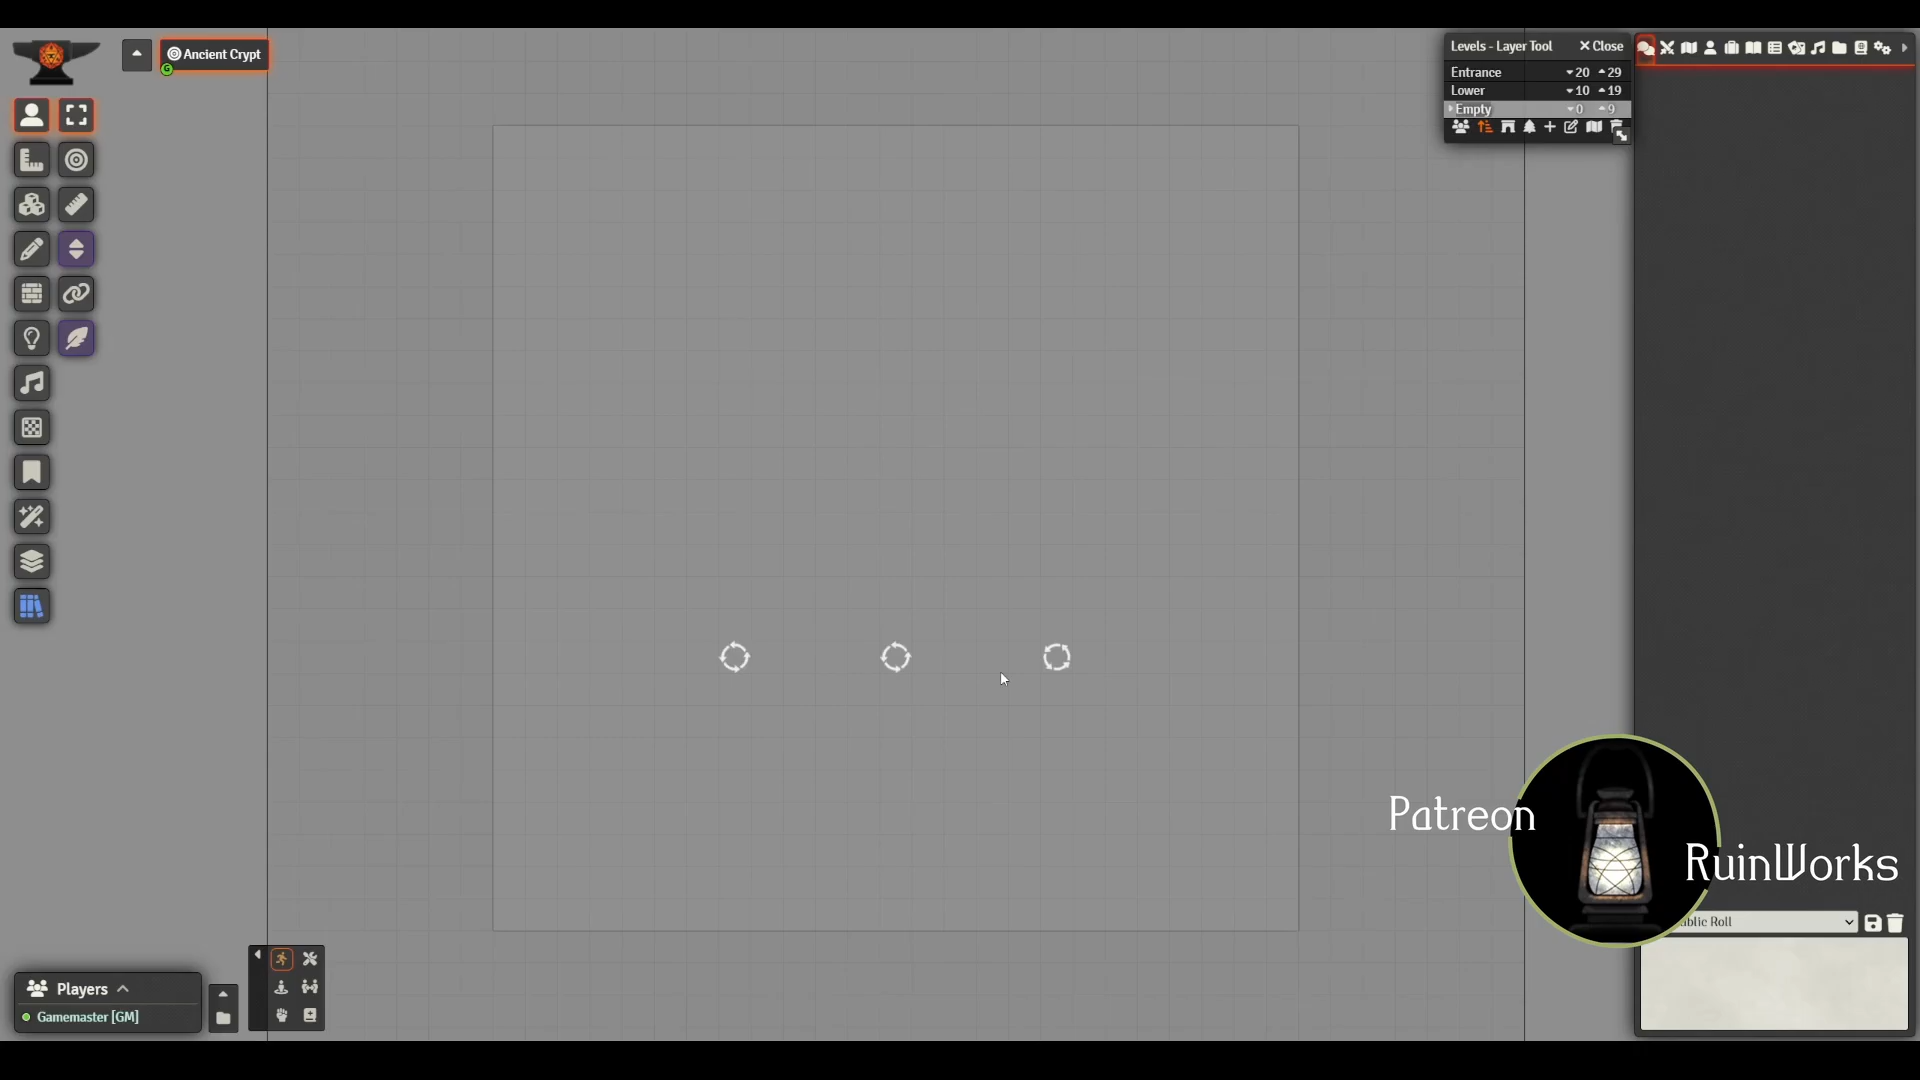 Ancient Crypt
G
Levels - Layer Tool
Close
Entrance 20 29
Lower 10 19
Empty 0 9
Patreon
RuinWorks
Roll
Players
Gamemaster [GM]